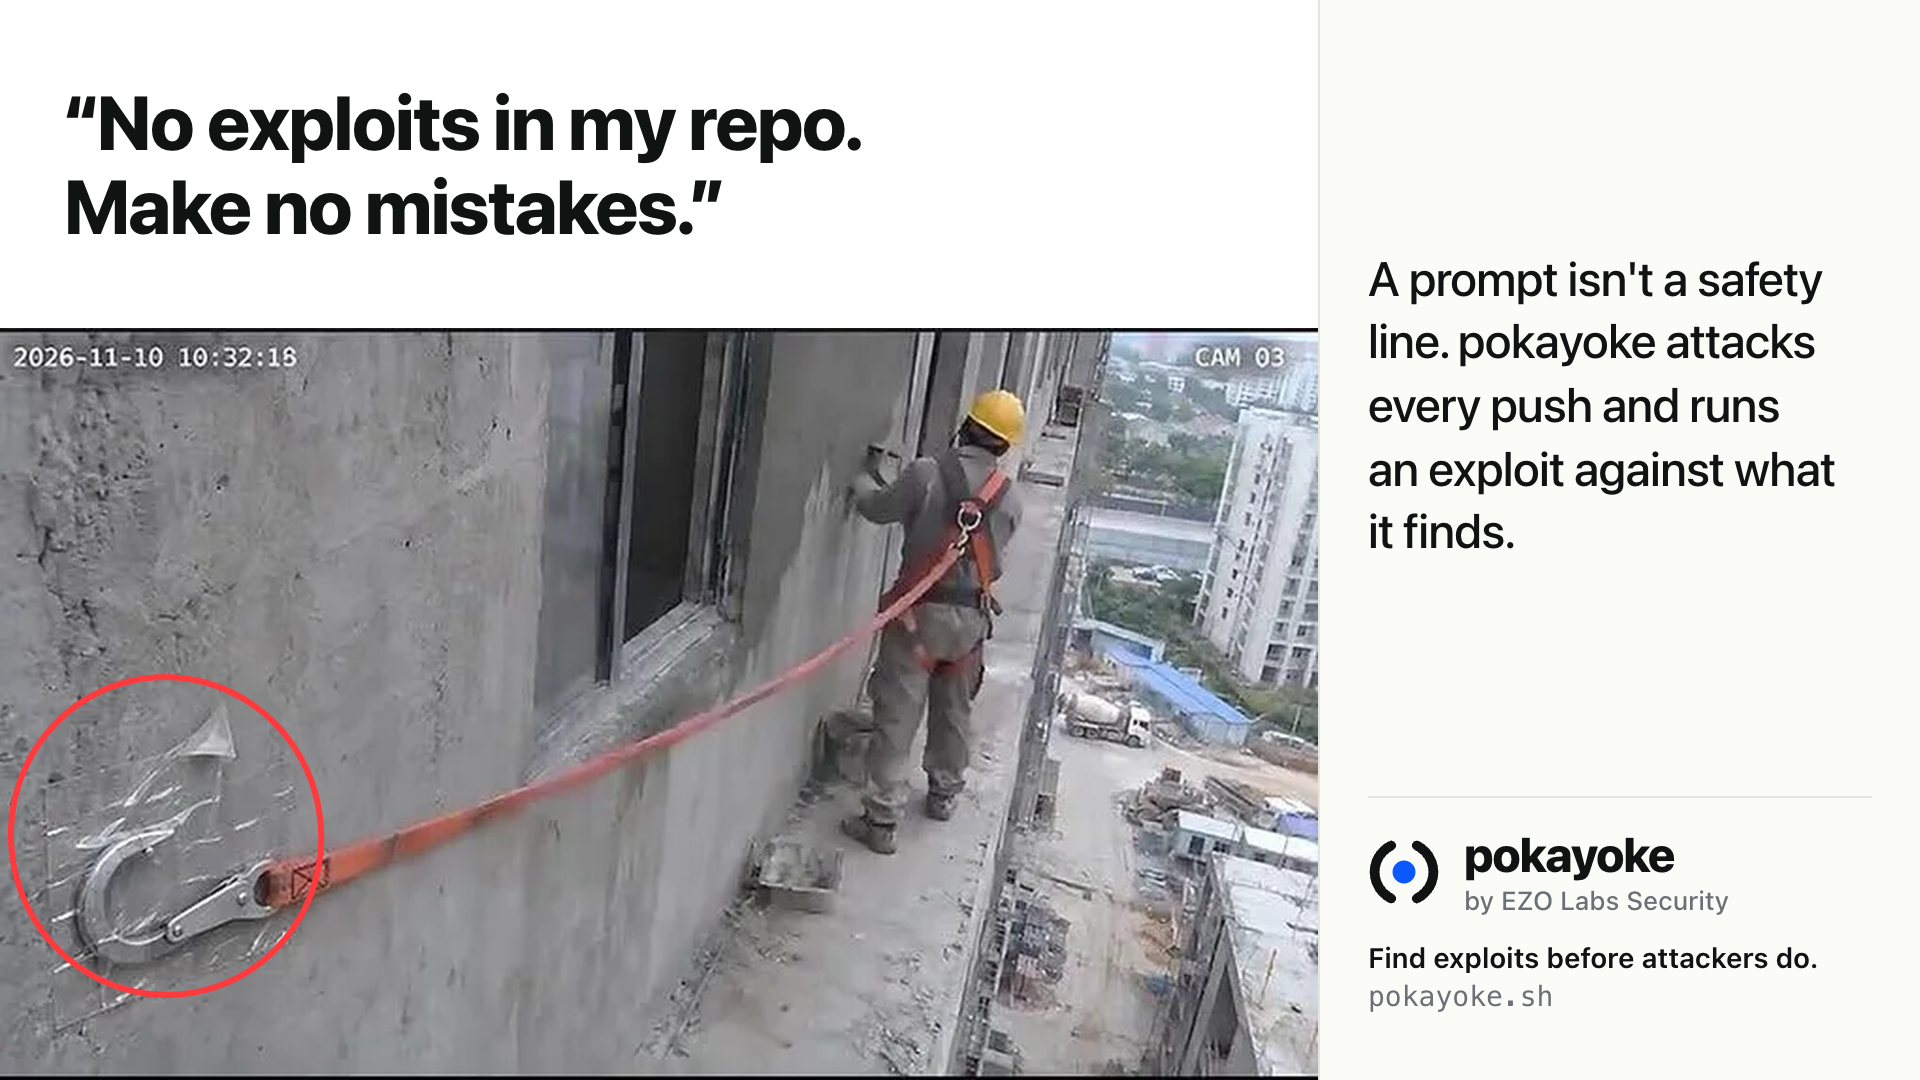 “No exploits in my repo.
Make no mistakes.”
2026-11-10 10:32:18
CAM 03
A prompt isn't a safety
line. pokayoke attacks
every push and runs
an exploit against what
it finds.
pokayoke
by EZO Labs Security
Find exploits before attackers do.
pokayoke.sh